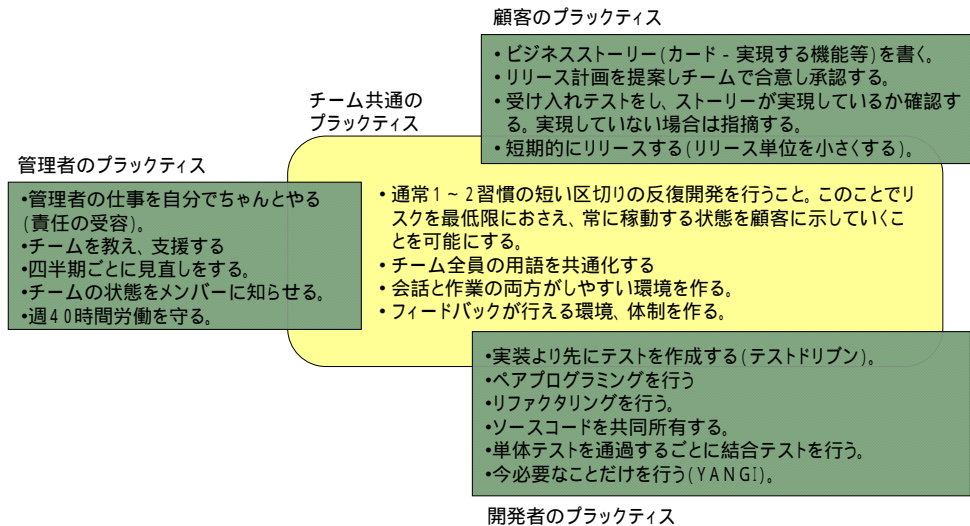 顧客のプラックティス
・ビジネスストーリー(カード - 実現する機能等)を書く。
・リリース計画を提案しチームで合意し承認する。
・受け入れテストをし、ストーリーが実現しているか確認す
る。実現していない場合は指摘する。
・短期的にリリースする(リリース単位を小さくする)。
チーム共通の
プラックティス
・通常1~2習慣の短い区切りの反復開発を行うこと。このことでリ
スクを最低限におさえ、常に稼動する状態を顧客に示していくこ
とを可能にする。
・チーム全員の用語を共通化する
・会話と作業の両方がしやすい環境を作る。
・フィードバックが行える環境、体制を作る。
管理者のプラックティス
•管理者の仕事を自分でちゃんとやる
(責任の受容)。
•チームを教え、支援する
•四半期ごとに見直しをする。
•チームの状態をメンバーに知らせる。
•週40時間労働を守る。
•実装より先にテストを作成する(テストドリブン)。
•ペアプログラミングを行う
•リファクタリングを行う。
•ソースコードを共同所有する。
•単体テストを通過するごとに結合テストを行う。
•今必要なことだけを行う(YANGI)。
開発者のプラックティス